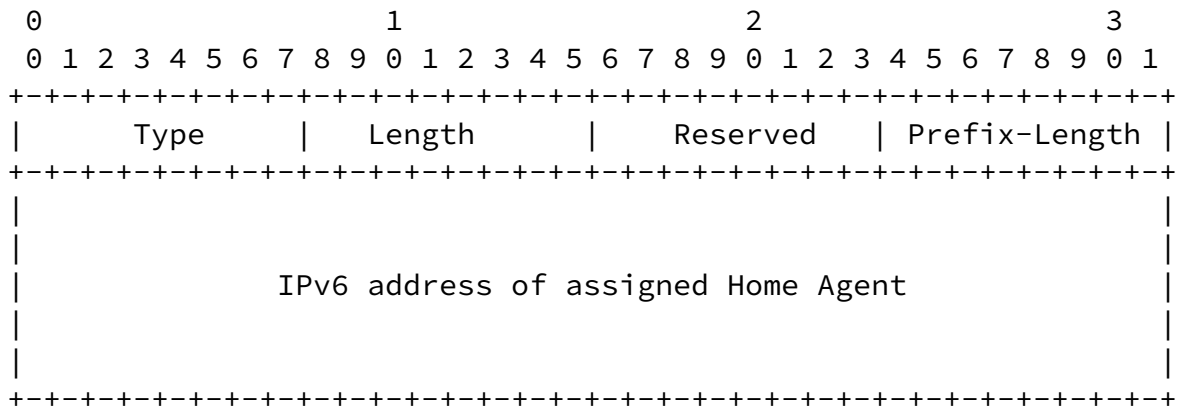 0 1 2 3
0 1 2 3 4 5 6 7 8 9 0 1 2 3 4 5 6 7 8 9 0 1 2 3 4 5 6 7 8 9 0 1
+-+-+-+-+-+-+-+-+-+-+-+-+-+-+-+-+-+-+-+-+-+-+-+-+-+-+-+-+-+-+-+-+
| Type | Length | Reserved | Prefix-Length |
+-+-+-+-+-+-+-+-+-+-+-+-+-+-+-+-+-+-+-+-+-+-+-+-+-+-+-+-+-+-+-+-+
| |
| |
| IPv6 address of assigned Home Agent |
| |
| |
+-+-+-+-+-+-+-+-+-+-+-+-+-+-+-+-+-+-+-+-+-+-+-+-+-+-+-+-+-+-+-+-+